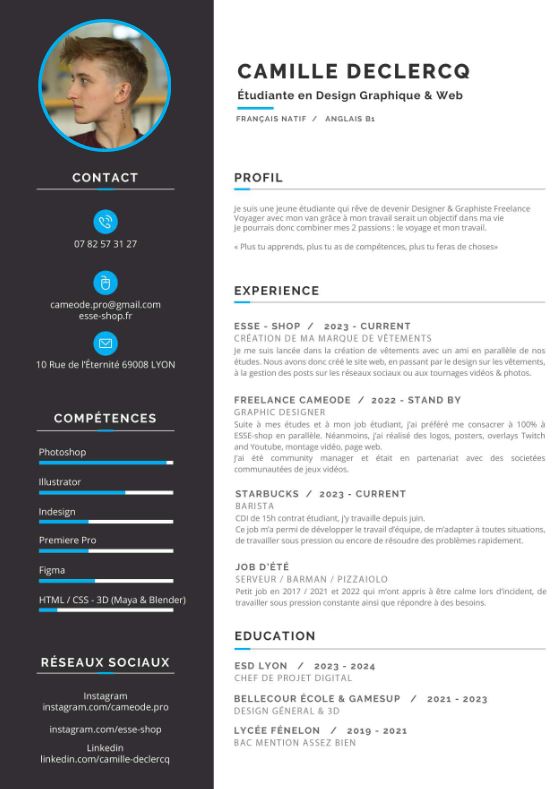 CONTACT
07 82 57 31 27
cameode.pro@gmail.com
esse-shop.fr
10 Rue de l'Éternité 69008 LYON
COMPÉTENCES
Photoshop
Illustrator
Indesign
Premiere Pro
Figma
HTML / CSS - 3D (Maya & Blender)
RÉSEAUX SOCIAUX
Instagram
instagram.com/cameode.pro
instagram.com/esse-shop
Linkedin
linkedin.com/camille-declercq
CAMILLE DECLERCQ
Étudiante en Design Graphique & Web
FRANÇAIS NATIF / ANGLAIS B1
PROFIL
Je suis une jeune étudiante qui rêve de devenir Designer & Graphiste Freelance
Voyager avec mon van grâce à mon travail serait un objectif dans ma vie
Je pourrais donc combiner mes 2 passions : le voyage et mon travail.
« Plus tu apprends, plus tu as de compétences, plus tu feras de choses»
EXPERIENCE
ESSE - SHOP / 2023 - CURRENT
CRÉATION DE MA MARQUE DE VÊTEMENTS
Je me suis lancée dans la création de vêtements avec un ami en parallèle de nos
études. Nous avons donc créé le site web, en passant par le design sur les vêtements,
à la gestion des posts sur les réseaux sociaux ou aux tournages vidéos & photos.
FREELANCE CAMEODE / 2022 - STAND BY
GRAPHIC DESIGNER
Suite à mes études et à mon job étudiant, j'ai préféré me consacrer à 100% à
ESSE-shop en parallèle. Néanmoins, j'ai réalisé des logos, posters, overlays Twitch
and Youtube, montage vidéo, page web.
J'ai été community manager et était en partenariat avec des societées
communautées de jeux vidéos.
STARBUCKS / 2023 - CURRENT
BARISTA
CDI de 15h contrat étudiant, j'y travaille depuis juin.
Ce job m'a permi de développer le travail d'équipe, de m'adapter à toutes situations,
de travailler sous pression ou encore de résoudre des problèmes rapidement.
JOB D'ÉTÉ
SERVEUR / BARMAN / PIZZAIOLO
Petit job en 2017 / 2021 et 2022 qui m'ont appris à être calme lors d'incident, de
travailler sous pression constante ainsi que répondre à des besoins.
EDUCATION
ESD LYON / 2023 - 2024
CHEF DE PROJET DIGITAL
BELLECOUR ÉCOLE & GAMESUP / 2021 - 2023
DESIGN GÉNERAL & 3D
LYCÉE FÉNELON / 2019 - 2021
BAC MENTION ASSEZ BIEN